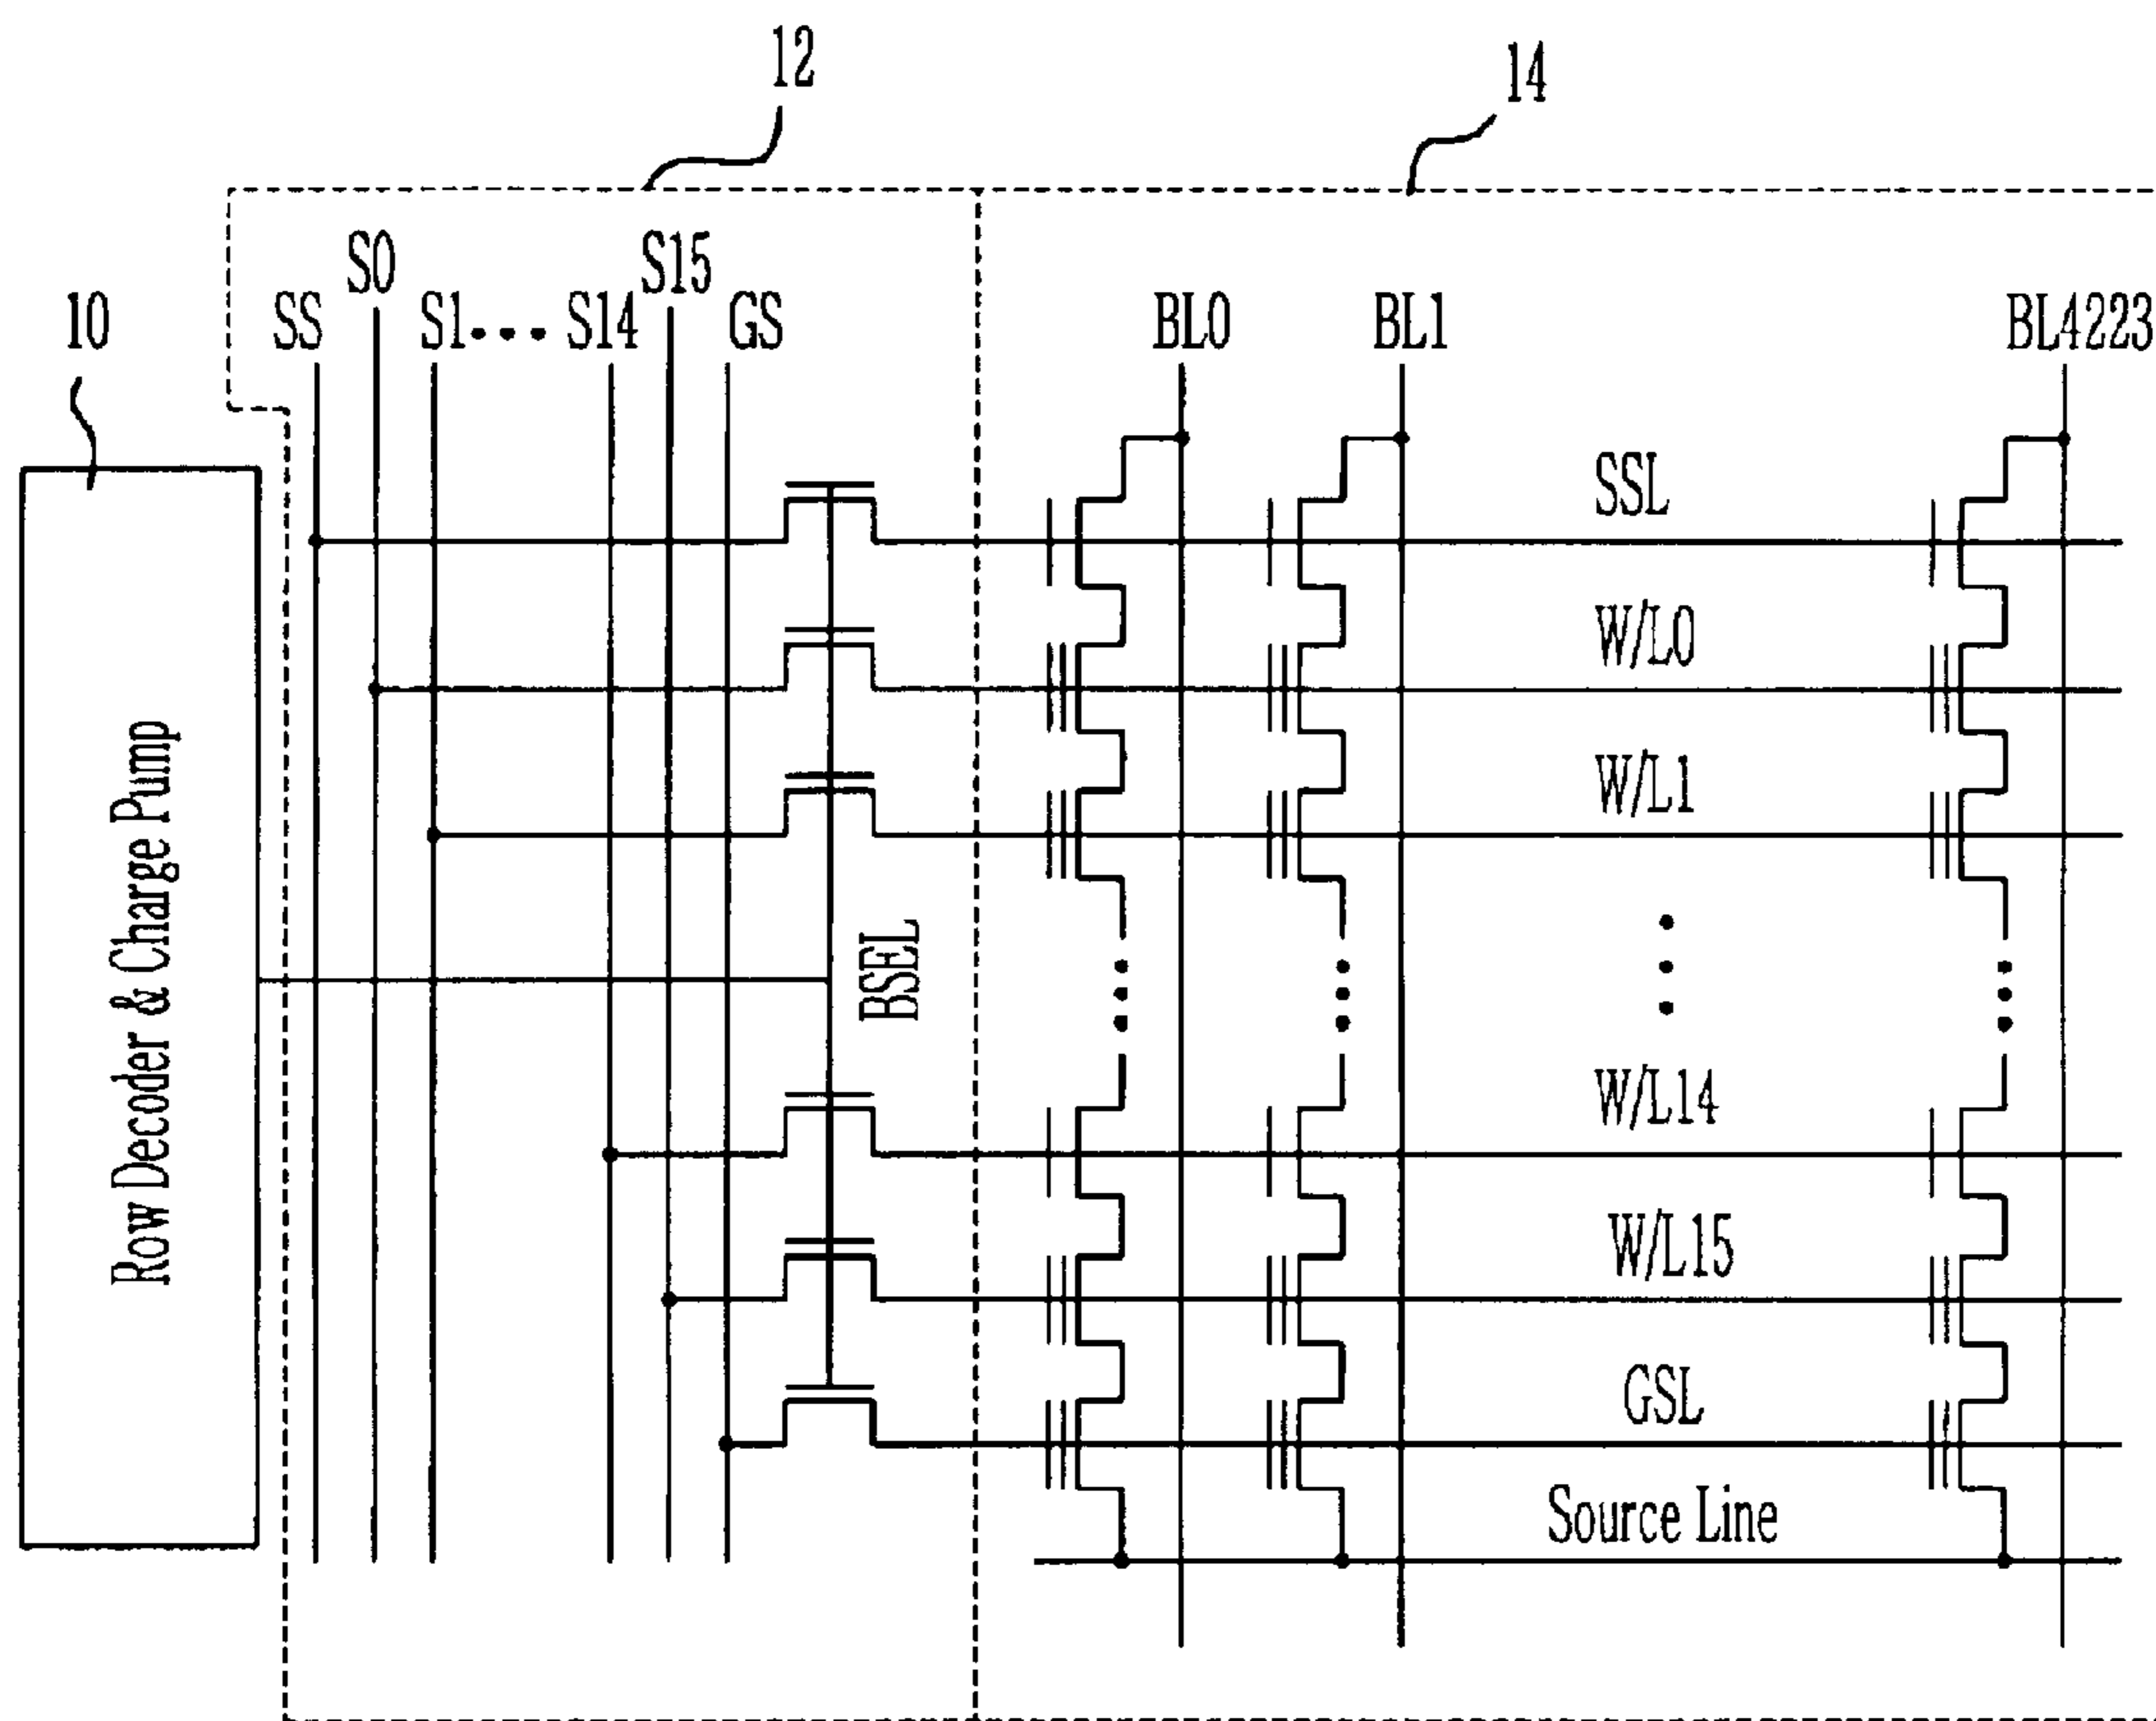 12
14
S0
S15
10
SS
S1
S14
GS
BL0
BL1
BL4223
SSL
W/L0
W/L1
Row Decoder & Charge Pump
BSEL
W/L14
W/L15
GSL
Source Line